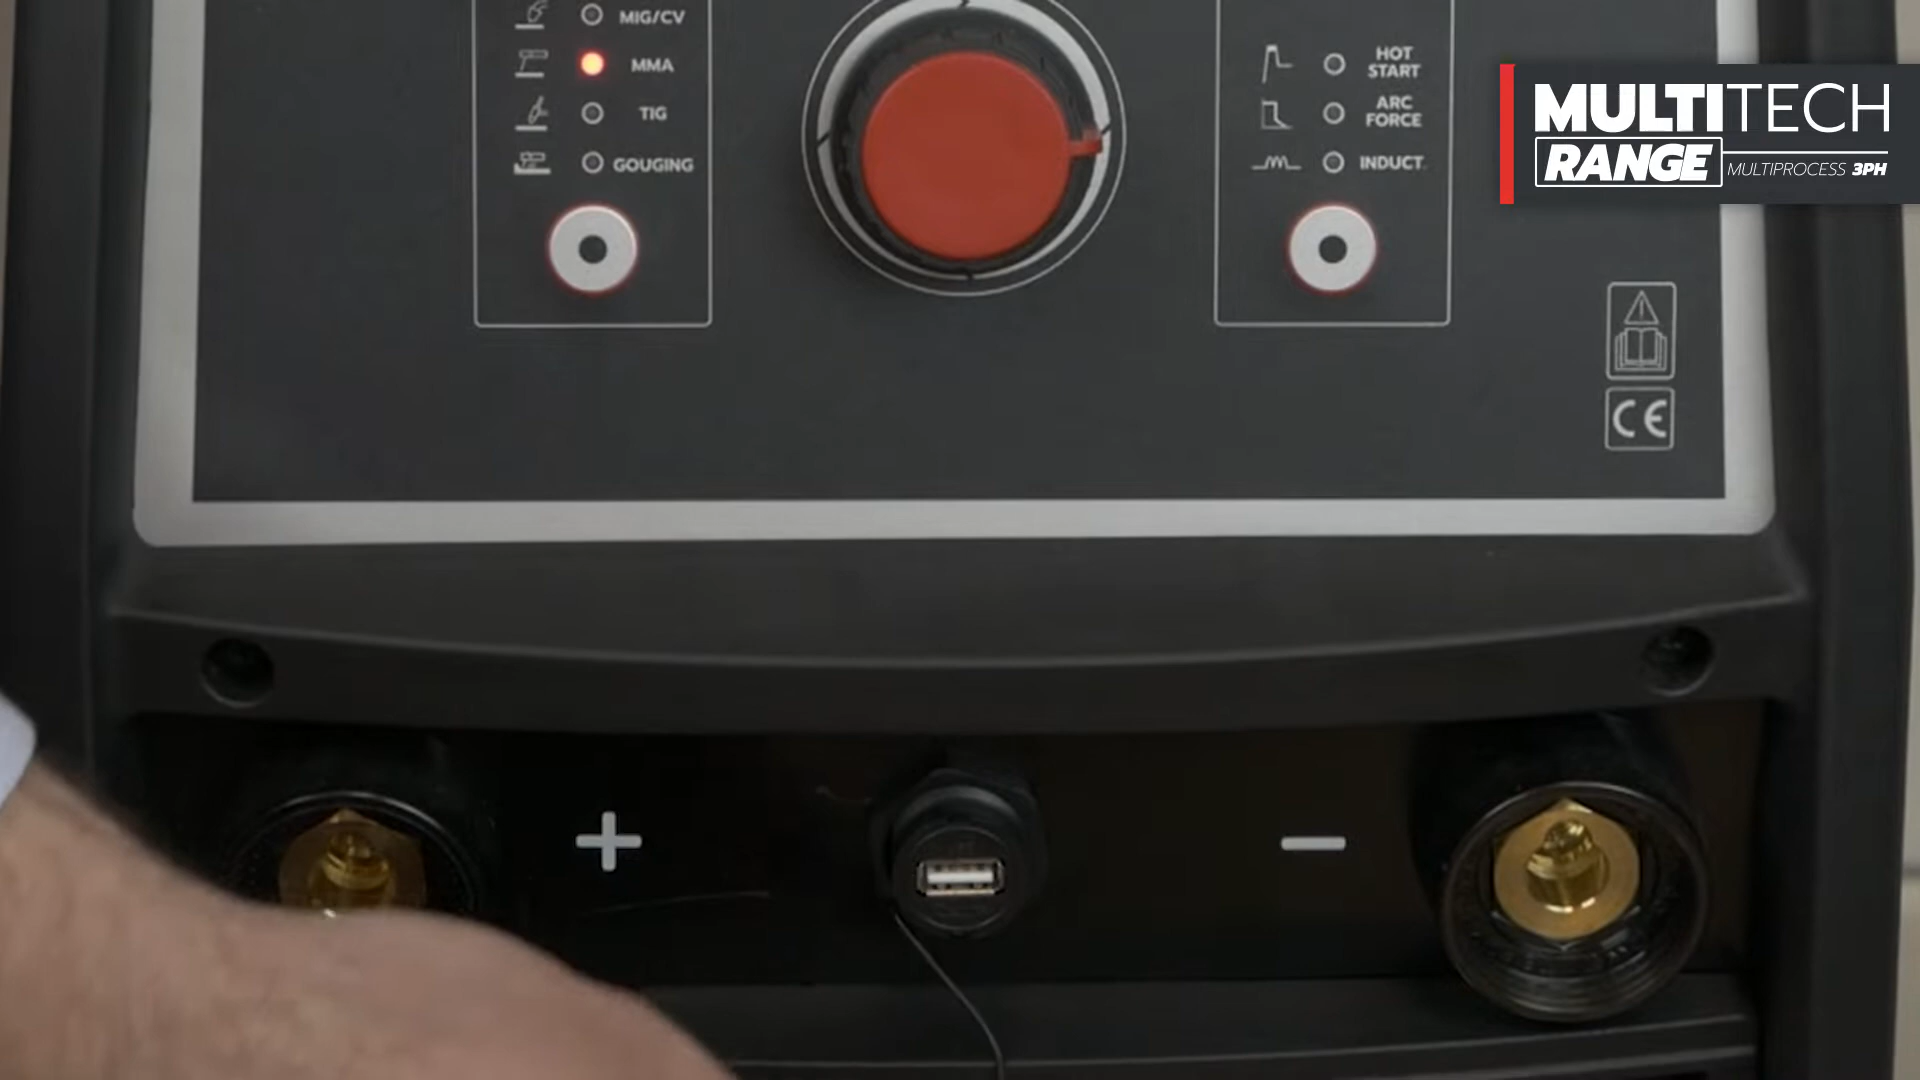 MIG/CV
MMA
TIG
GOUGING
HOT
START
ARC
FORCE
INDUCT.
MULTITECH
RANGE
MULTIPROCESS 3PH
CE
+
−